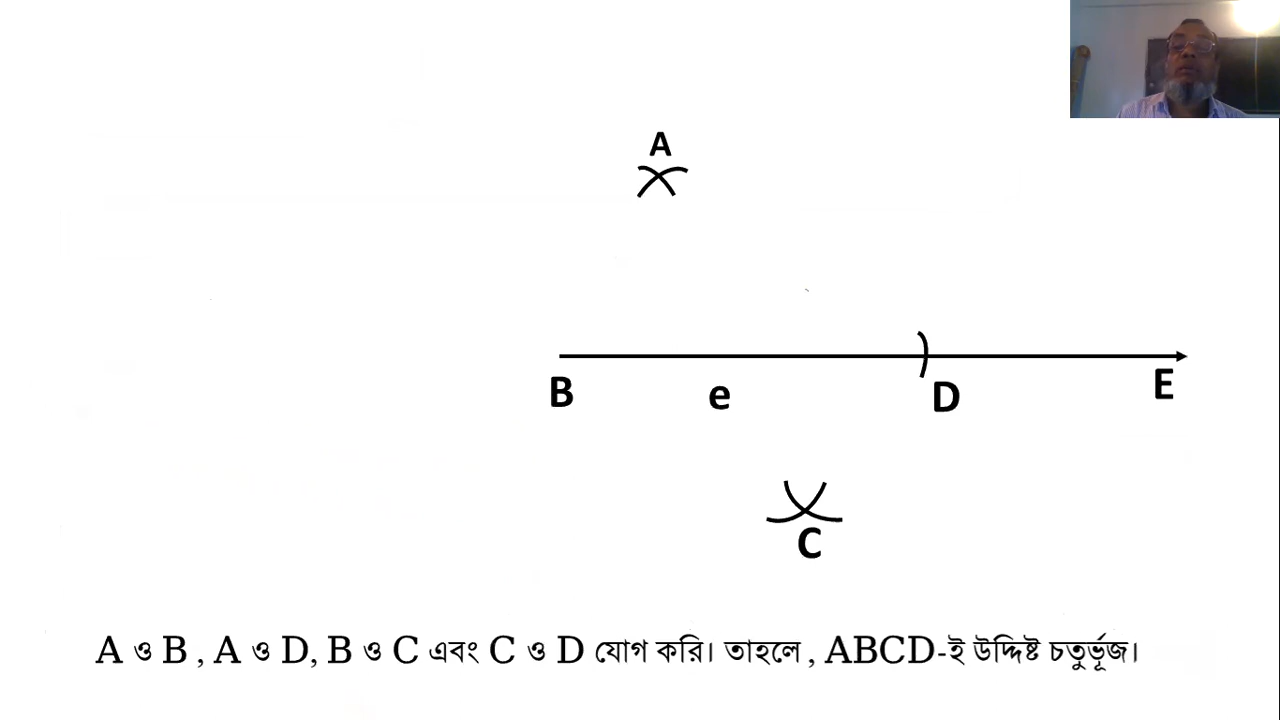 A
B
e
D
E
C
A ও B , A ও D, B ও C এবং C ও D যোগ করি। তাহলে , ABCD-ই উদ্দিষ্ট চতুর্ভূজ।